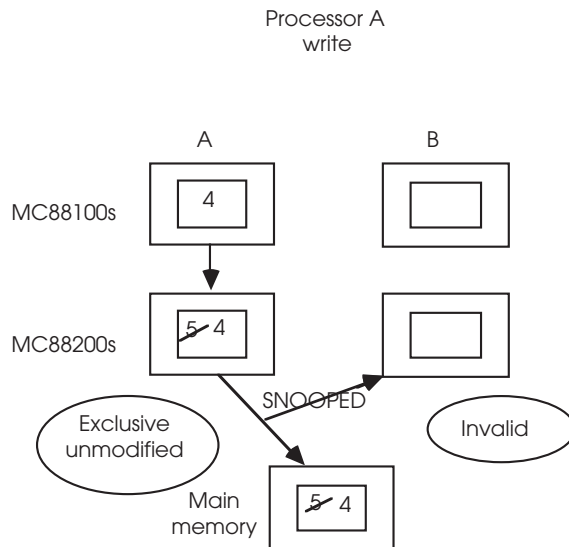 Processor A
write
A
B
MC88100s
4
MC88200s
5 4
SNOOPED
Exclusive
unmodified
Invalid
Main
memory
5 4